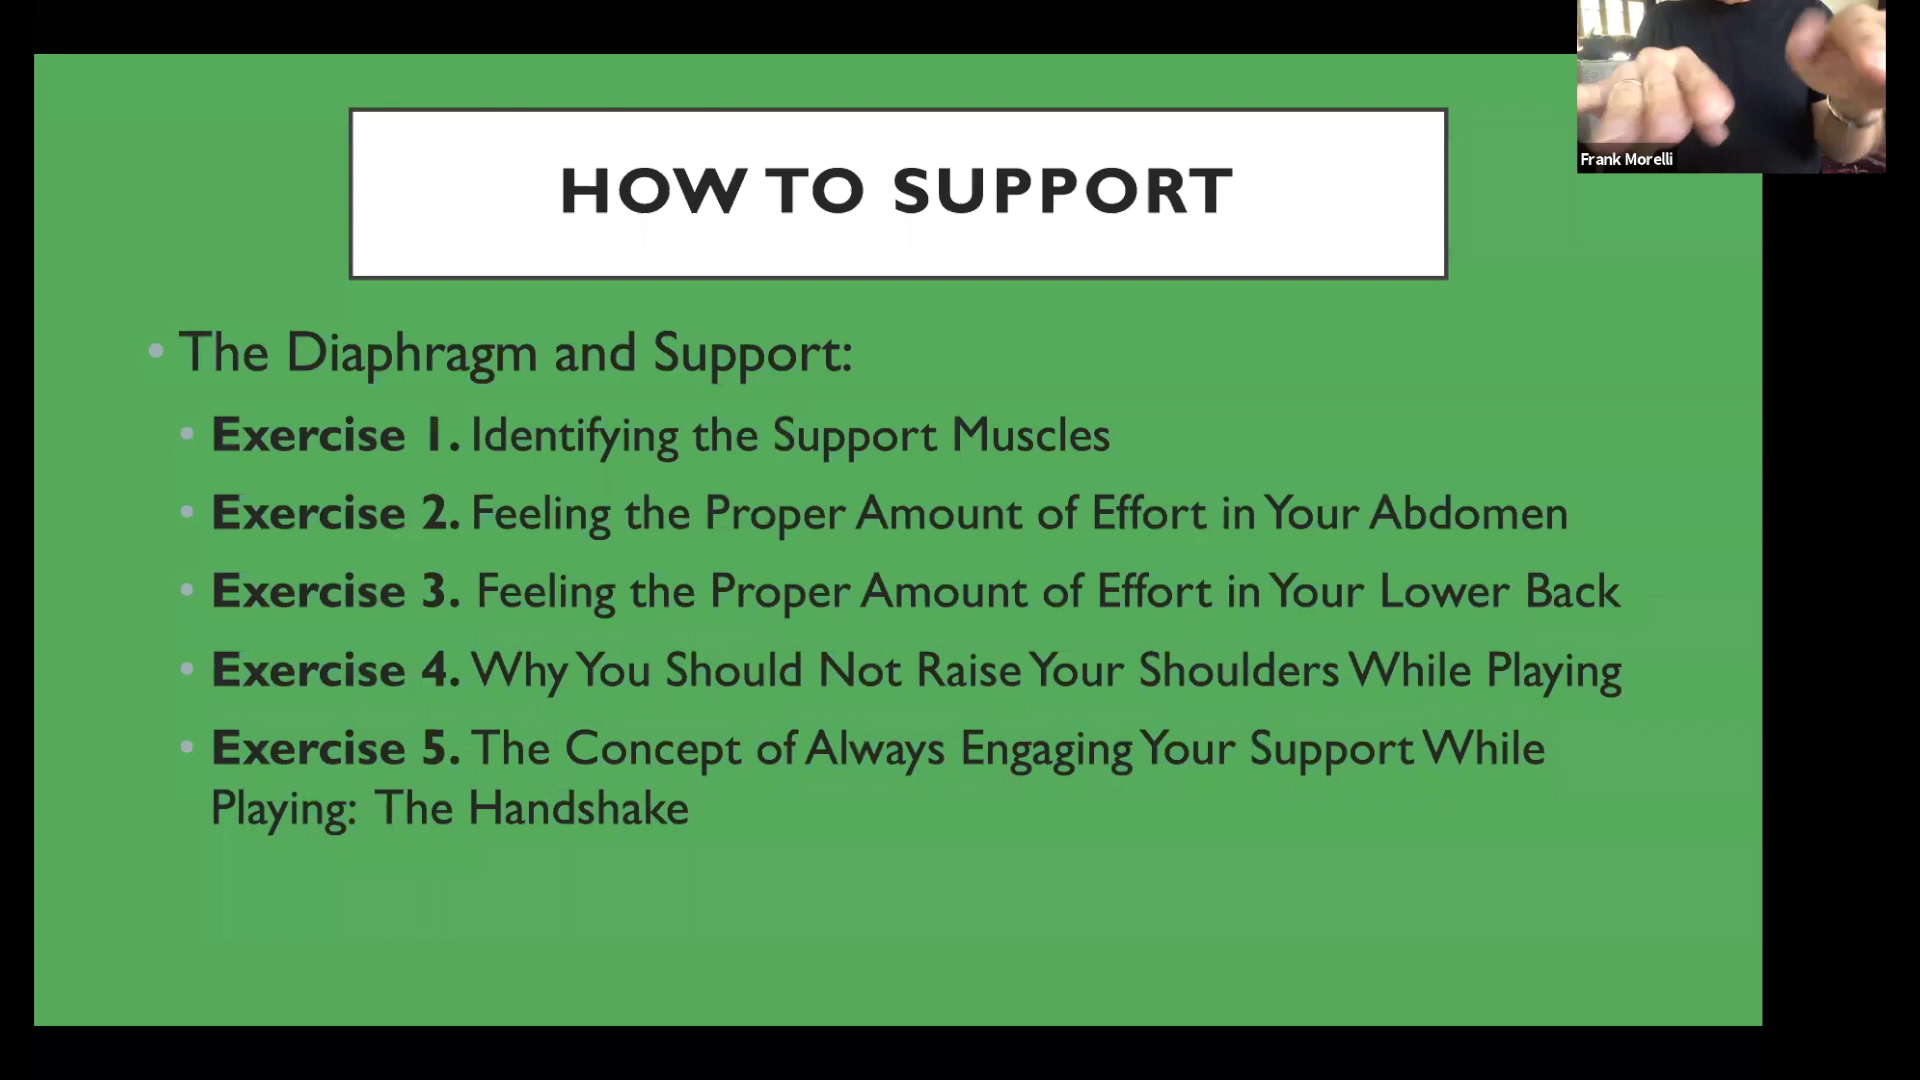 Frank Morelli
HOW TO SUPPORT
• The Diaphragm and Support:
• Exercise 1. Identifying the Support Muscles
• Exercise 2. Feeling the Proper Amount of Effort in Your Abdomen
• Exercise 3. Feeling the Proper Amount of Effort in Your Lower Back
• Exercise 4. Why You Should Not Raise Your Shoulders While Playing
• Exercise 5. The Concept of Always Engaging Your Support While
Playing: The Handshake